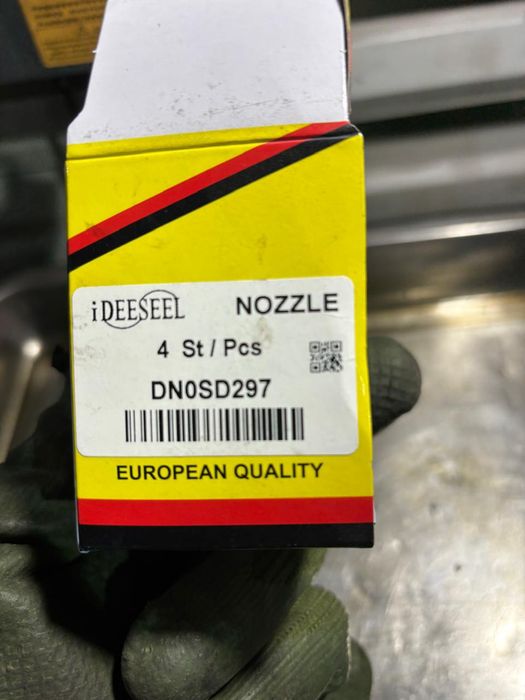 iDEESEEL
NOZZLE
4 St / Pcs
DN0SD297
EUROPEAN QUALITY